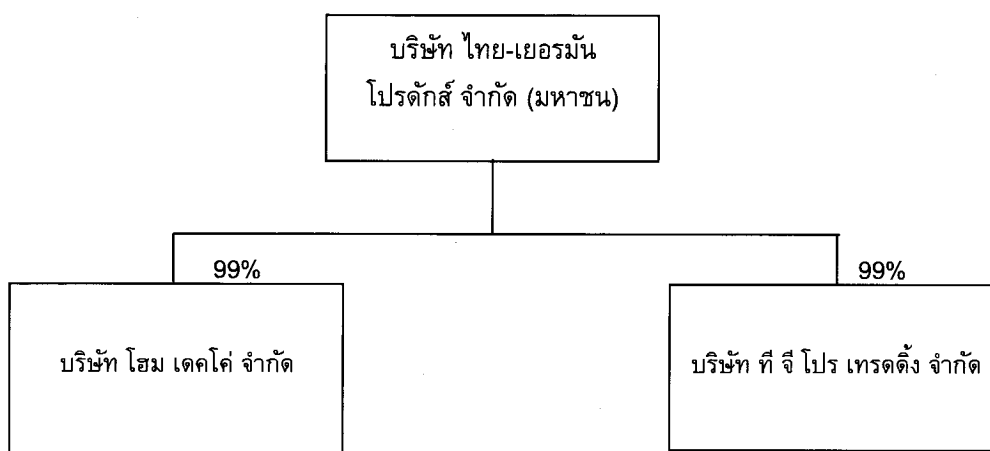 บริษัท ไทย-เยอรมัน
โปรดักส์ จำกัด (มหาชน)
99%
99%
บริษัท โฮม เดคโค่ จำกัด
บริษัท ที จี โปร เทรดดิ้ง จำกัด